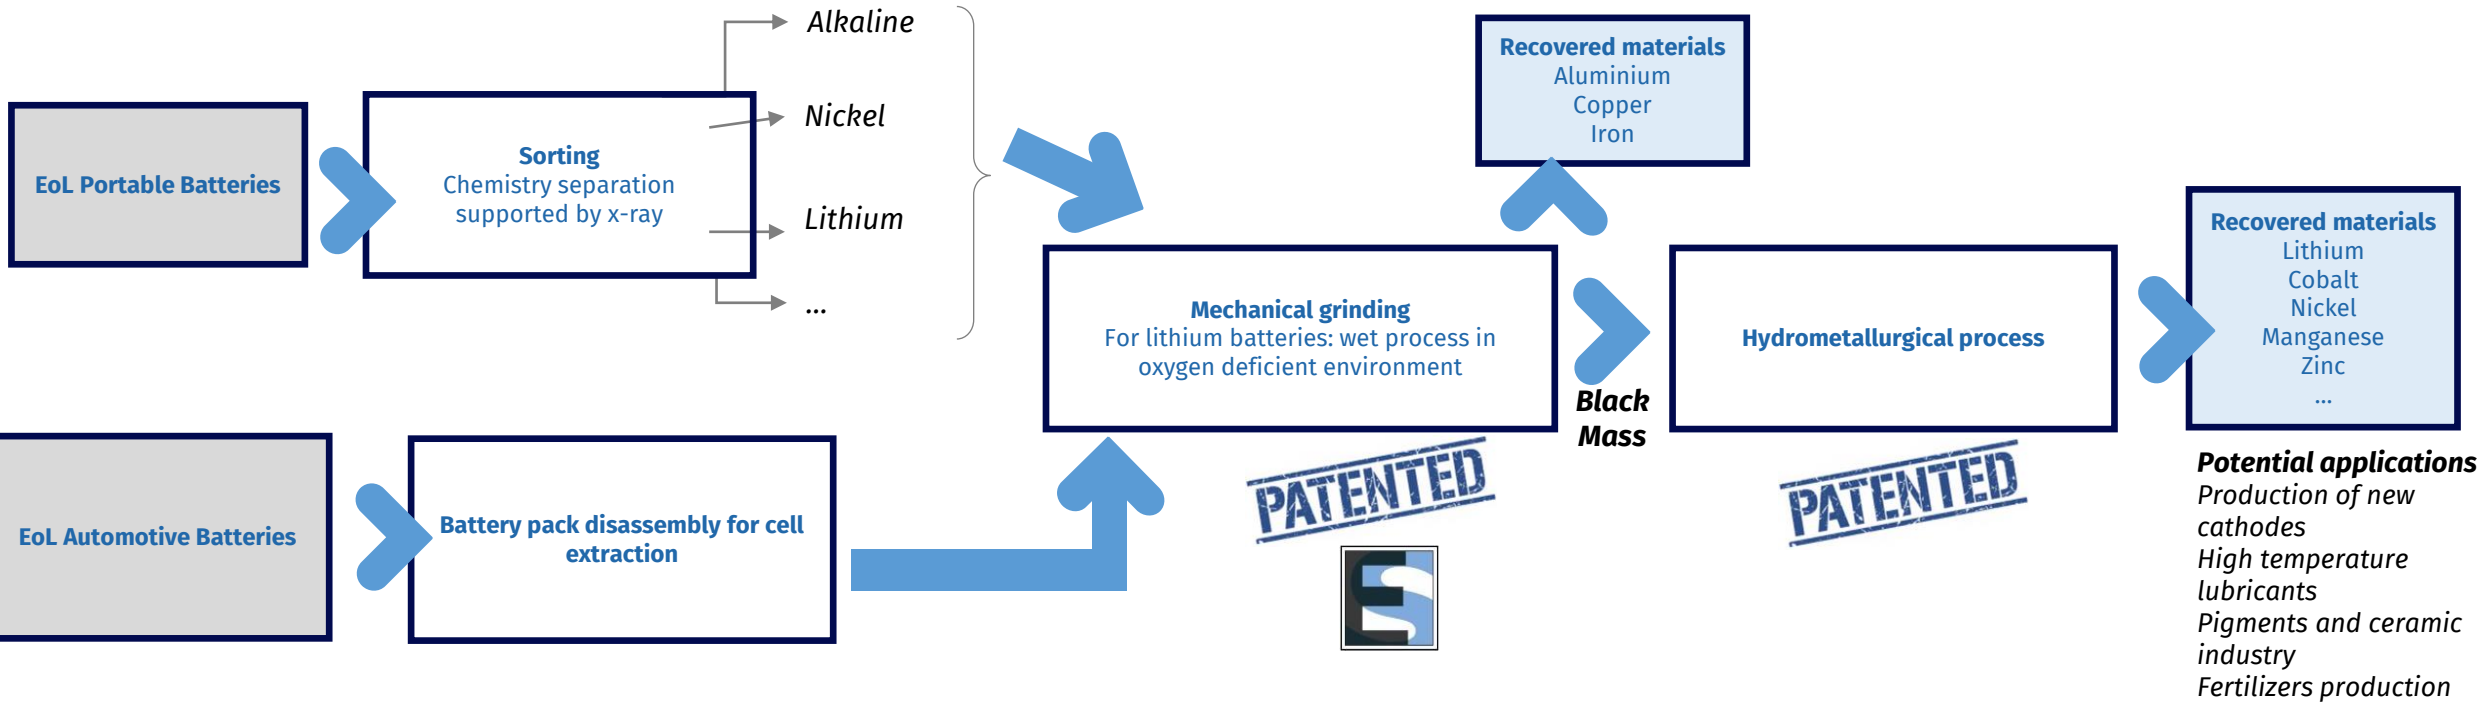 EoL Portable Batteries
Sorting
Chemistry separation
supported by x-ray
Alkaline
Nickel
Lithium
...
EoL Automotive Batteries
Battery pack disassembly for cell
extraction
Mechanical grinding
For lithium batteries: wet process in
oxygen deficient environment
PATENTED
ES
Recovered materials
Aluminium
Copper
Iron
Black
Mass
Hydrometallurgical process
PATENTED
Recovered materials
Lithium
Cobalt
Nickel
Manganese
Zinc
...
Potential applications
Production of new
cathodes
High temperature
lubricants
Pigments and ceramic
industry
Fertilizers production